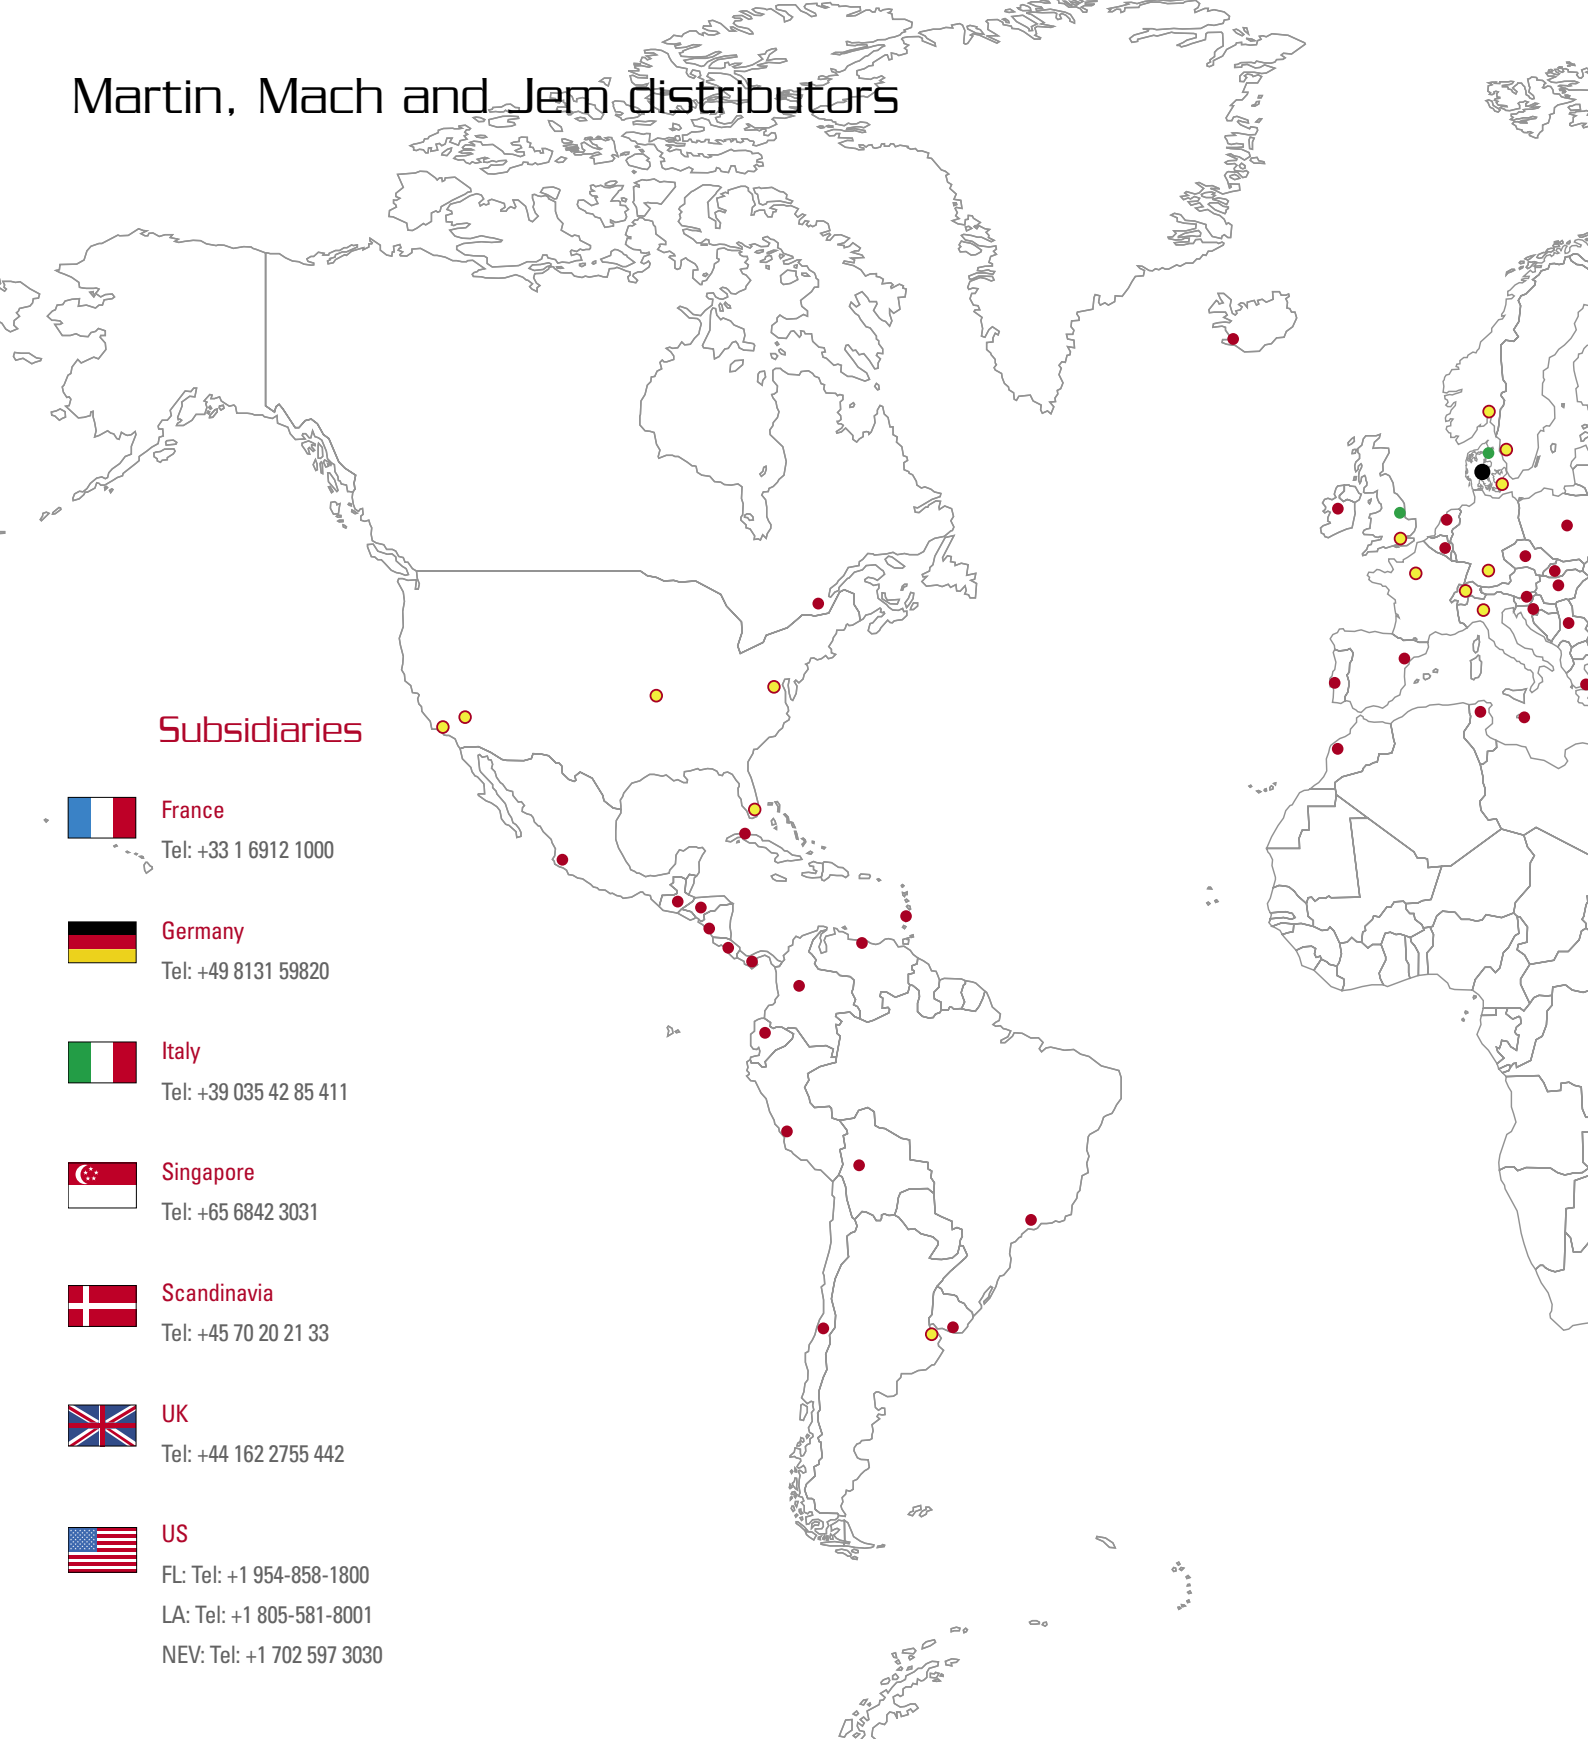 Martin, Mach and Jem distributors
Subsidiaries
France
Tel: +33 1 6912 1000
Germany
Tel: +49 8131 59820
Italy
Tel: +39 035 42 85 411
Singapore
Tel: +65 6842 3031
Scandinavia
Tel: +45 70 20 21 33
UK
Tel: +44 162 2755 442
US
FL: Tel: +1 954-858-1800
LA: Tel: +1 805-581-8001
NEV: Tel: +1 702 597 3030